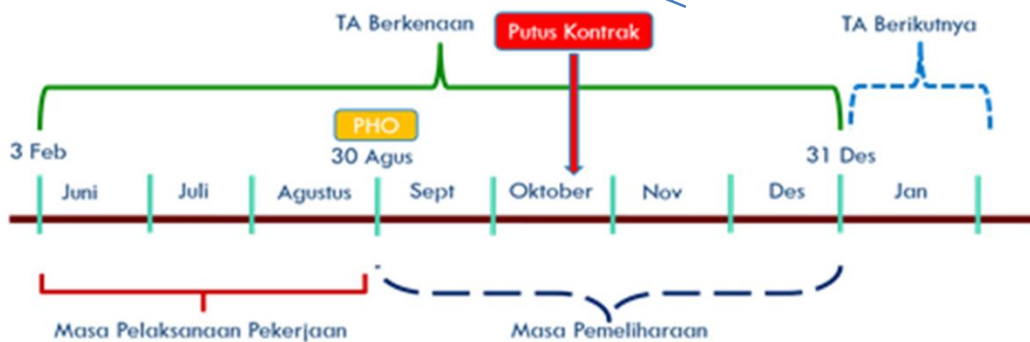 TA Berkenaan
Putus Kontrak
TA Berikutnya
PHO
3 Feb
30 Agus
31 Des
Juni
Juli
Agustus
Sept
Oktober
Nov
Des
Jan
Masa Pelaksanaan Pekerjaan
Masa Pemeliharaan